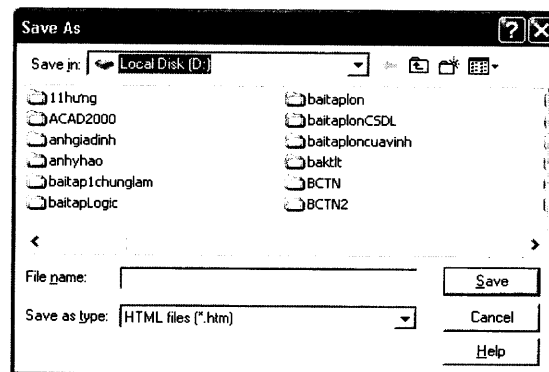 Save As
Save in: Local Disk (D:)
11hưng
ACAD2000
anhgiadinh
anhyhao
baitap1chunglam
baitapLogic
baitaplon
baitaplonCSDL
baitaploncuavinh
baktlt
BCTN
BCTN2
File name:
Save
Save as type: HTML files (*.htm)
Cancel
Help